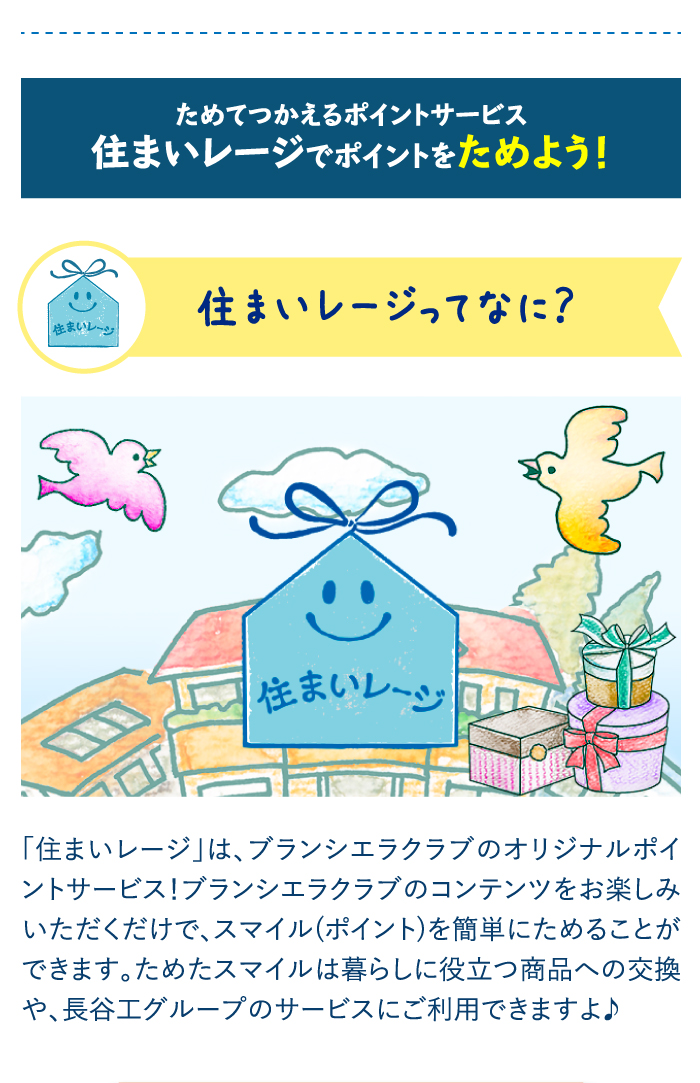 ためてつかえるポイントサービス
住まいレージでポイントをためよう!
住まいレージ
住まいレージってなに?
住まいレージ
「住まいレージ」は、ブランシエラクラブのオリジナルポイ
ントサービス!ブランシエラクラブのコンテンツをお楽しみ
いただくだけで、スマイル(ポイント)を簡単にためることが
できます。ためたスマイルは暮らしに役立つ商品への交換
や、長谷工グループのサービスにご利用できますよ♪